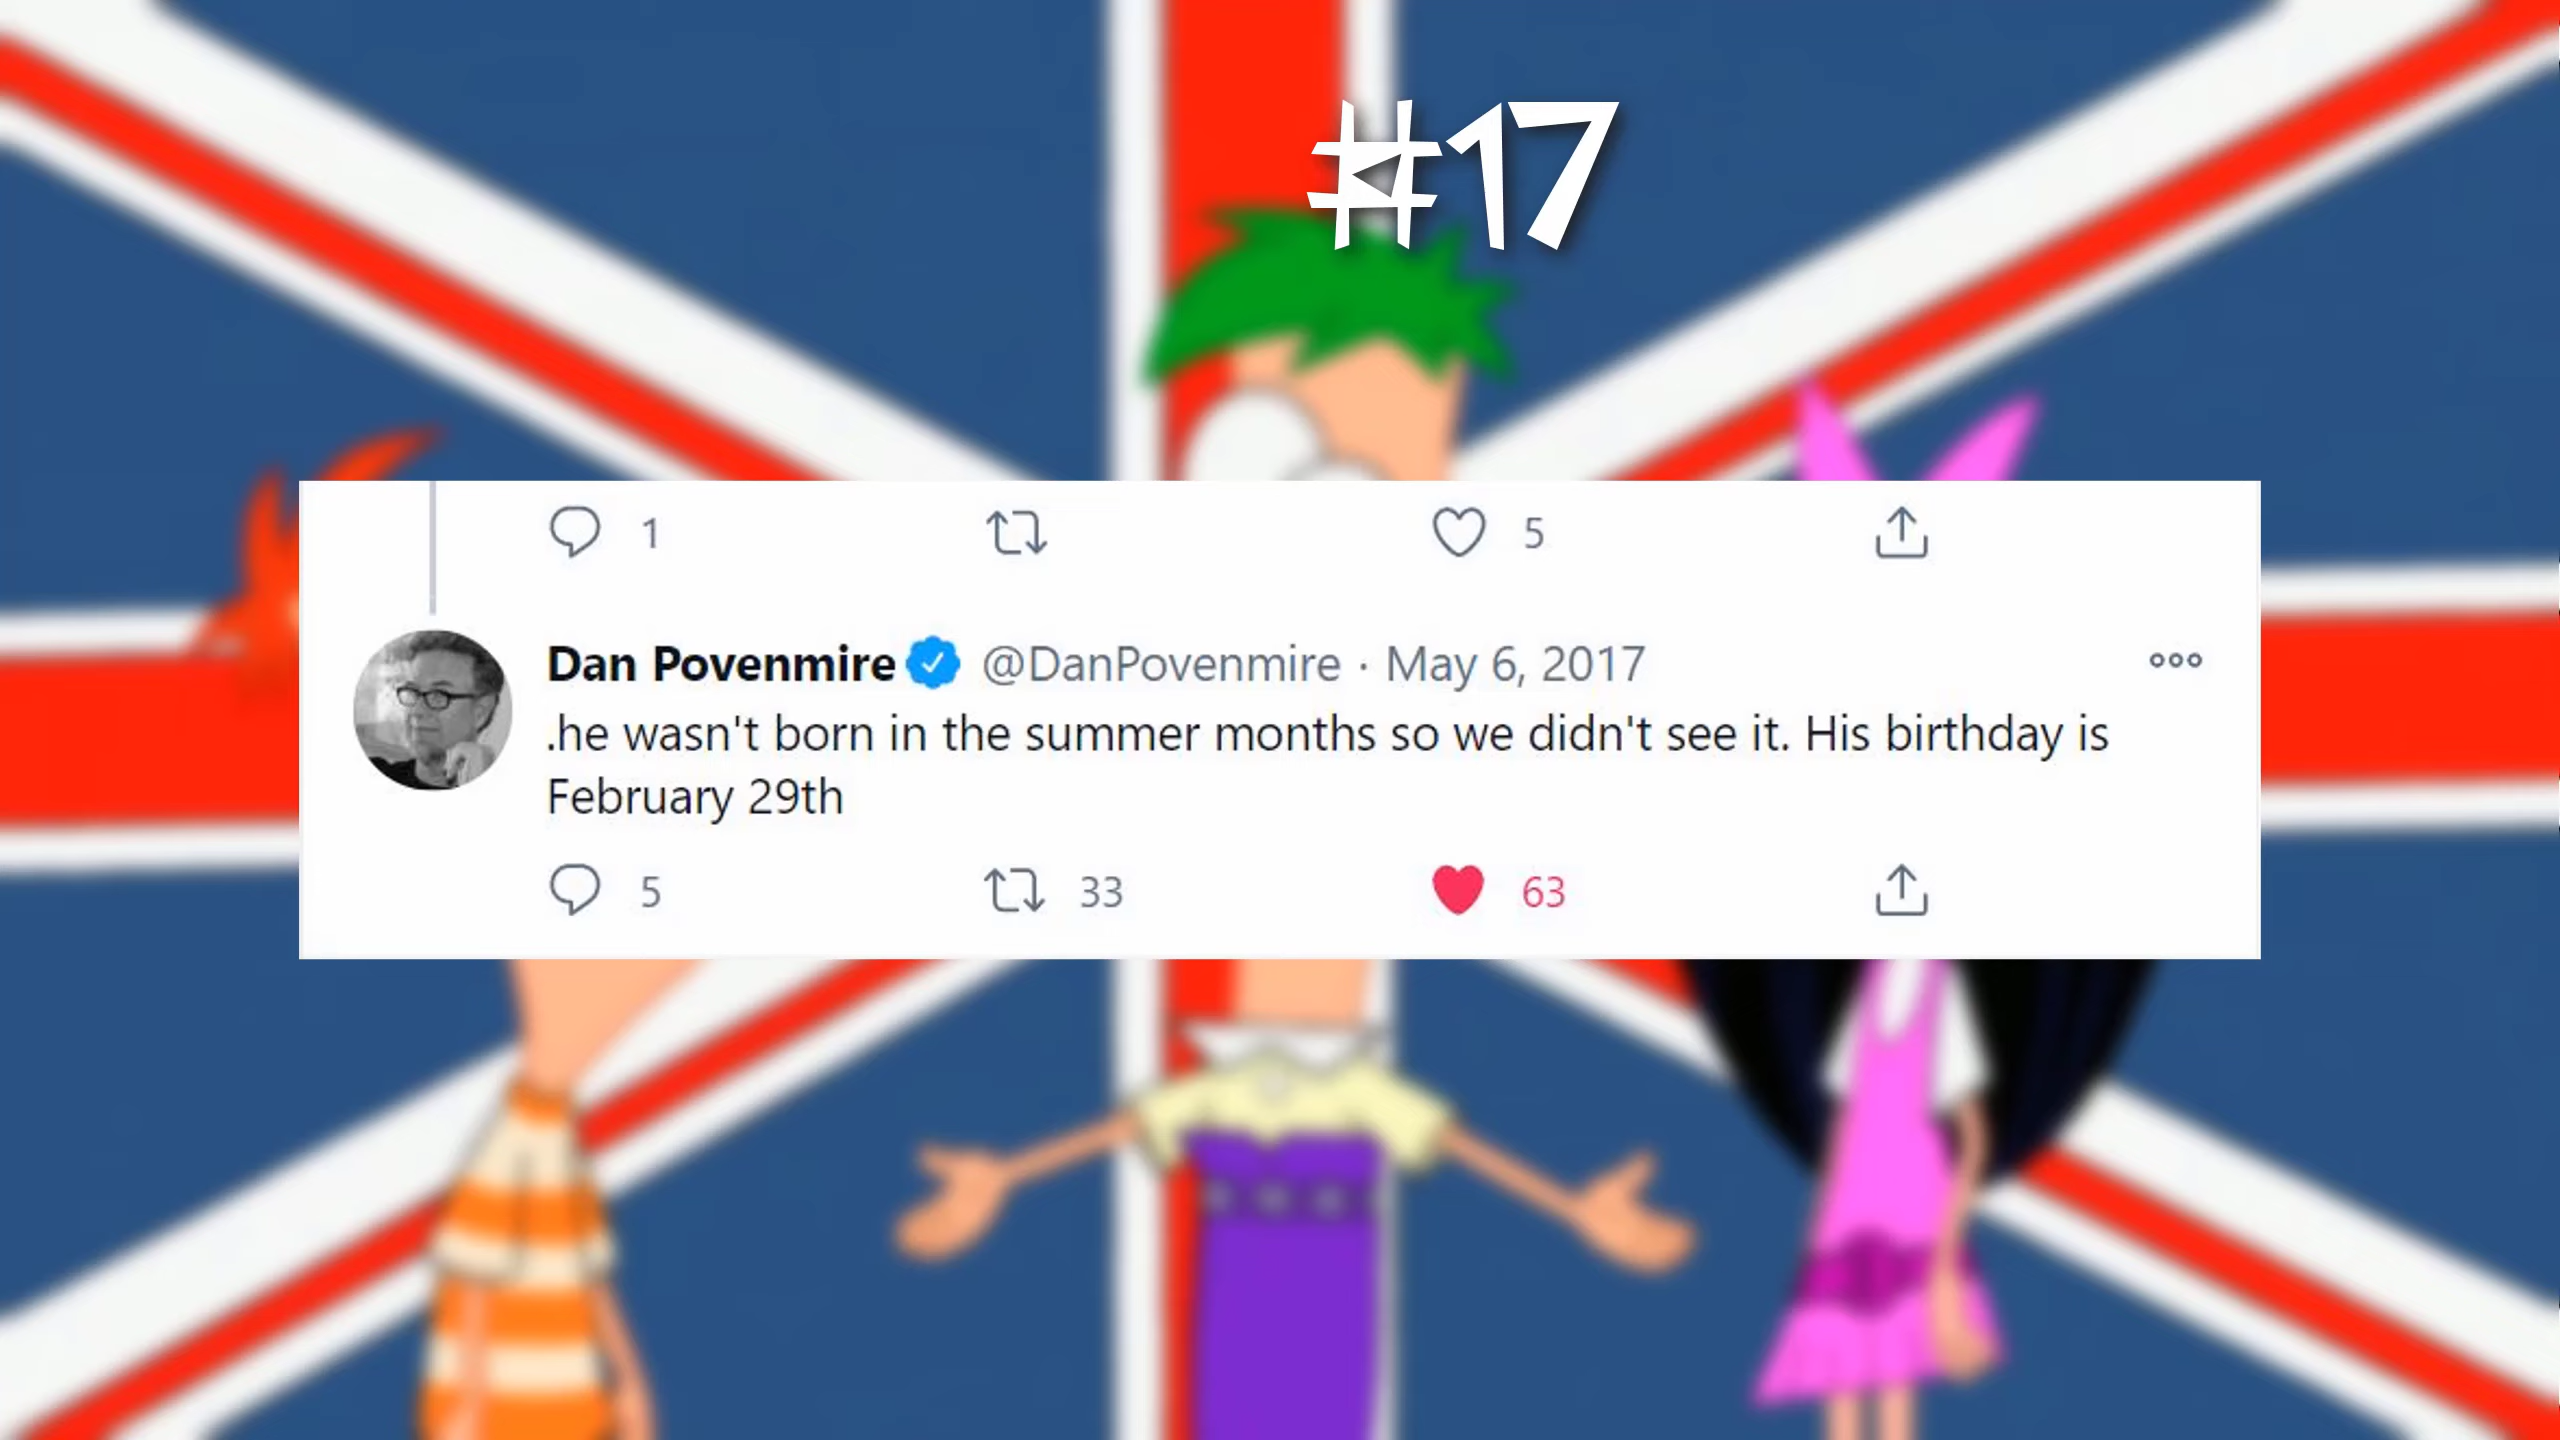 #17
1 5
Dan Povenmire @DanPovenmire · May 6, 2017
.he wasn't born in the summer months so we didn't see it. His birthday is
February 29th
5 33 63